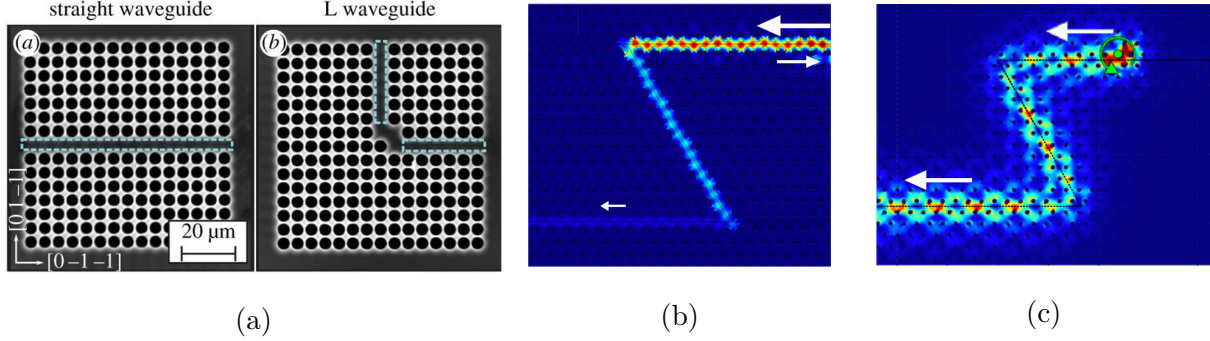 straight waveguide
L waveguide
(a)
(b)
[0 1 –1]
[0 –1 –1]
20 µm
(a)
(b)
(c)